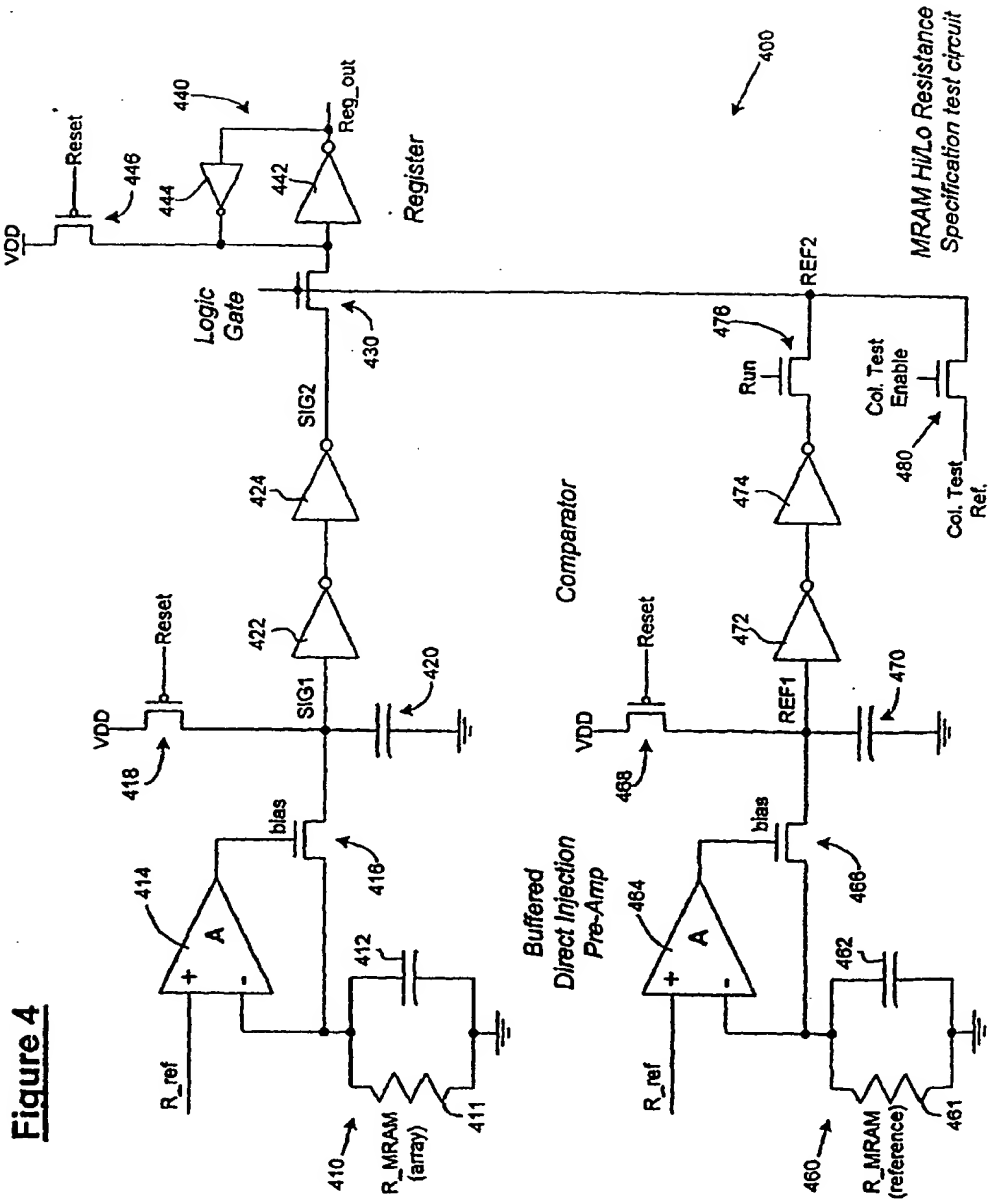 Figure 4
VDD
Reset
446
444
440
442
Reg_out
Register
Logic
Gate
430
SIG2
424
422
VDD
Reset
418
SIG1
420
414
A
+
-
bias
416
R_ref
412
410
R_MRAM
(array)
411
Buffered
Direct Injection
Pre-Amp
Comparator
VDD
Reset
468
REF1
470
472
474
Run
476
REF2
Col. Test
Enable
480
Col. Test
Ref.
464
A
+
-
bias
466
R_ref
462
460
R_MRAM
(reference)
461
400
MRAM Hi/Lo Resistance
Specification test circuit